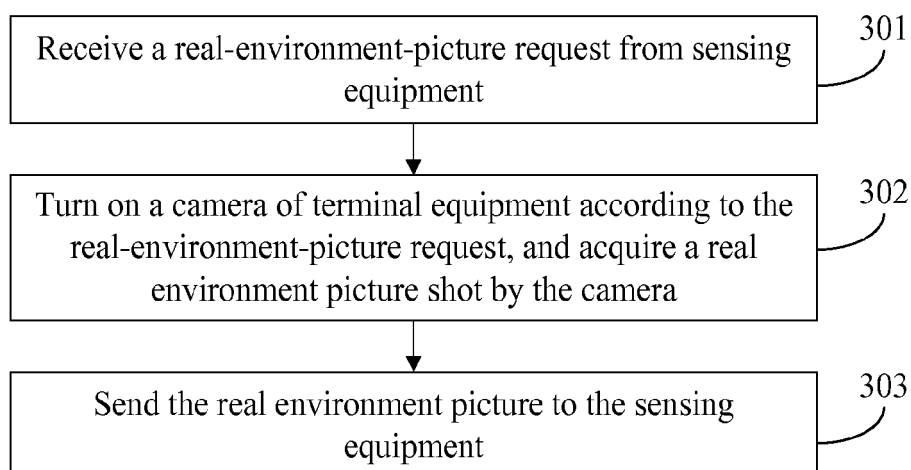 Receive a real-environment-picture request from sensing
equipment
301
Turn on a camera of terminal equipment according to the
real-environment-picture request, and acquire a real
environment picture shot by the camera
302
Send the real environment picture to the sensing
equipment
303